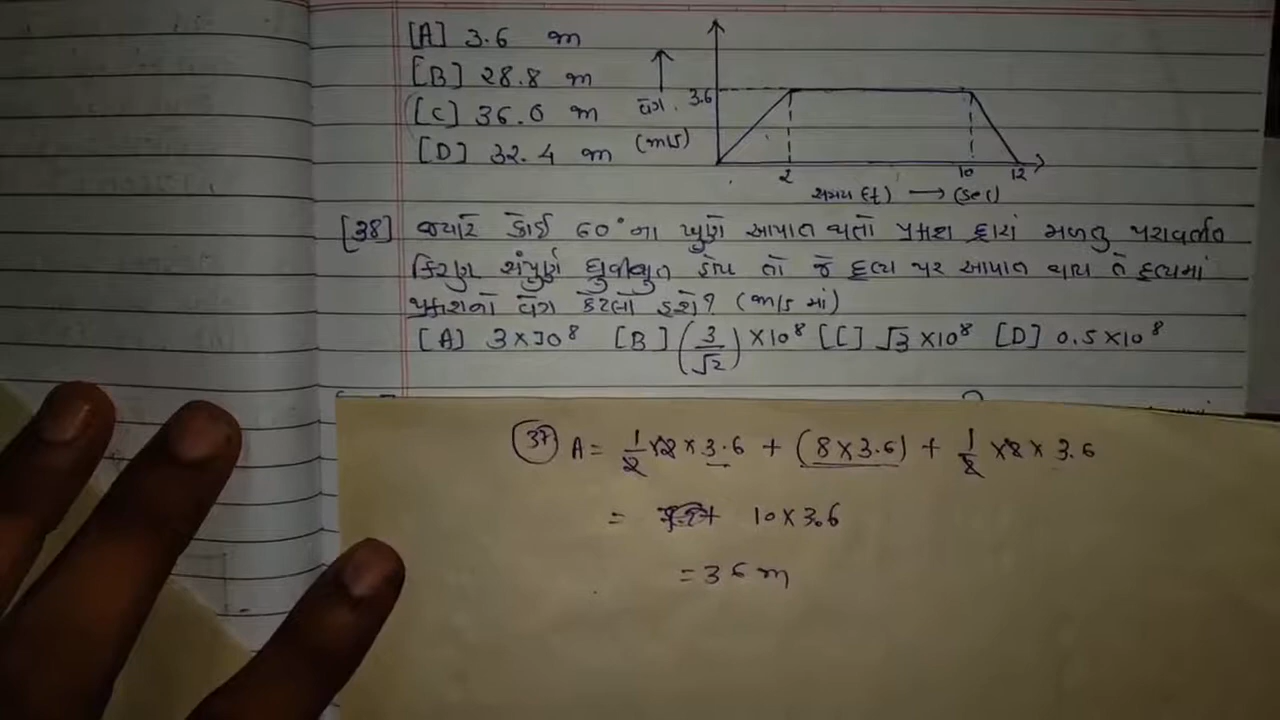 [A] 3.6 m
[B] 28.8 m
[C] 36.0 m
[D] 32.4 m
વેગ
(m/s)
3.6
2 10 12
સમય (t) → (sec)
[38] જ્યારે કોઈ 60° ના ખુણે આપાત થતો પ્રકાશ દ્વારા મળતુ પરાવર્તન
કિરણ સંપુર્ણ ધ્રુવીભુત હોય તો જે દ્રવ્ય પર આપાત થાય તે દ્રવ્યમાં
પ્રકાશનો વેગ કેટલો હશે? (m/s માં)
[A] 3×10⁸ [B] (3/√2) ×10⁸ [C] √3 ×10⁸ [D] 0.5×10⁸
(37) A = 1/2 × 2 × 3.6 + (8 × 3.6) + 1/2 × 2 × 3.6
= 10 × 3.6
= 36 m